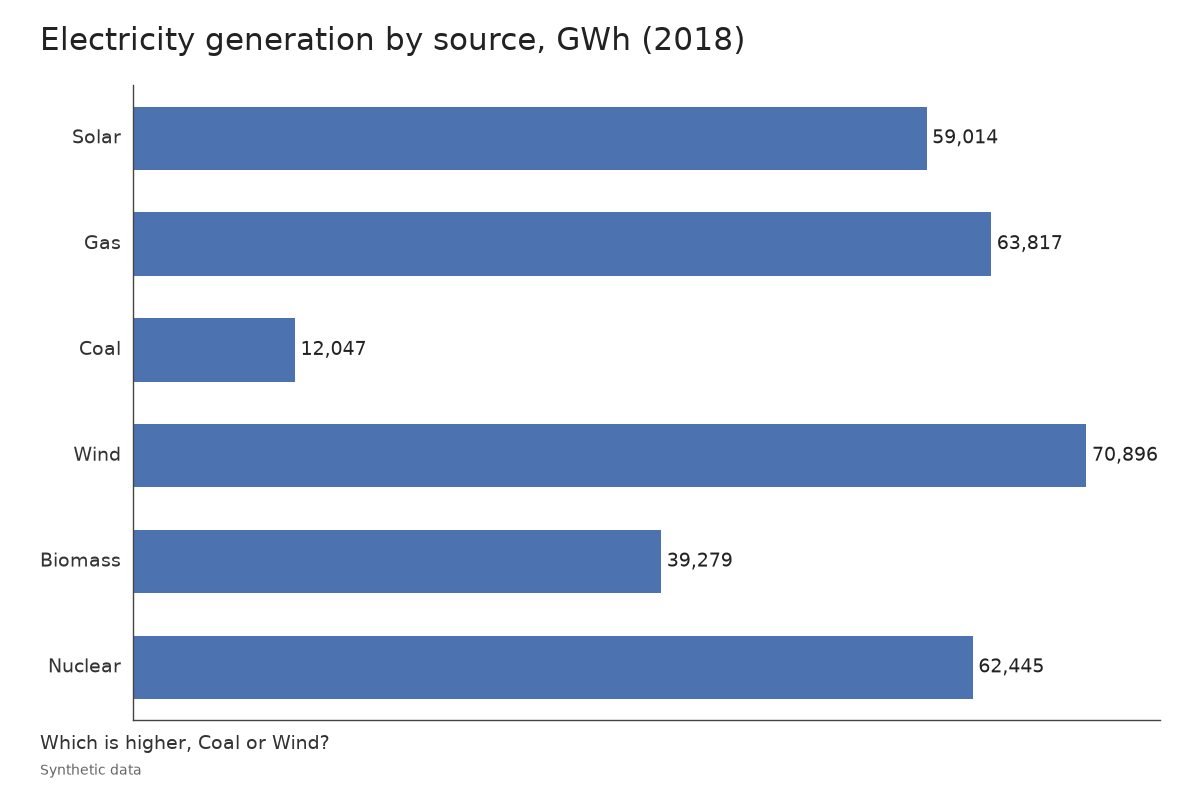 Electricity generation by source, GWh (2018)
Solar 59,014
Gas 63,817
Coal 12,047
Wind 70,896
Biomass 39,279
Nuclear 62,445
Which is higher, Coal or Wind?
Synthetic data